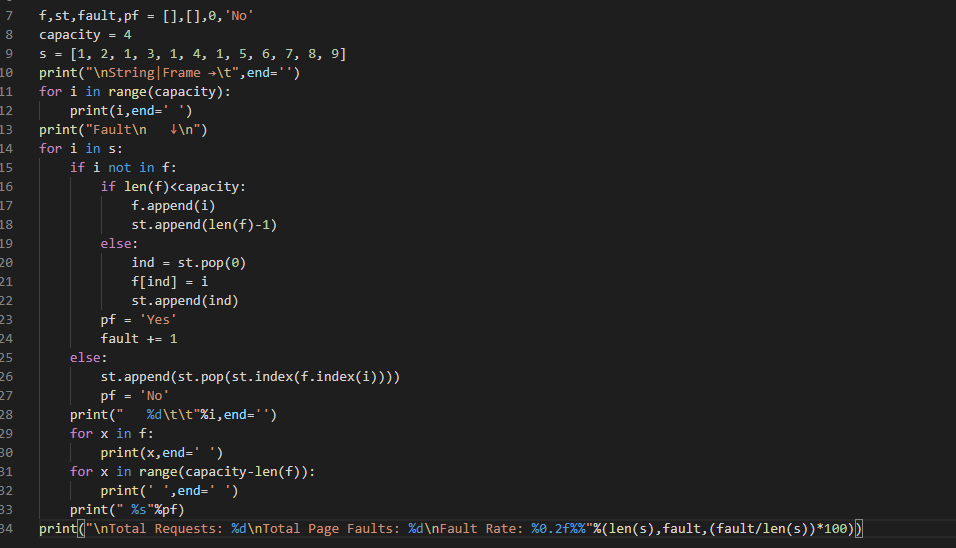 7 f,st,fault,pf = [],[],0,'No'
8 capacity = 4
9 s = [1, 2, 1, 3, 1, 4, 1, 5, 6, 7, 8, 9]
10 print("\nString|Frame →\t",end='')
11 for i in range(capacity):
12     print(i,end=' ')
13 print("Fault\n   ↓\n")
14 for i in s:
15     if i not in f:
16         if len(f)<capacity:
17             f.append(i)
18             st.append(len(f)-1)
19         else:
20             ind = st.pop(0)
21             f[ind] = i
22             st.append(ind)
23         pf = 'Yes'
24         fault += 1
25     else:
26         st.append(st.pop(st.index(f.index(i))))
27         pf = 'No'
28     print("   %d\t\t"%i,end='')
29     for x in f:
30         print(x,end=' ')
31     for x in range(capacity-len(f)):
32         print(' ',end=' ')
33     print(" %s"%pf)
34 print("\nTotal Requests: %d\nTotal Page Faults: %d\nFault Rate: %0.2f%%"%(len(s),fault,(fault/len(s))*100))